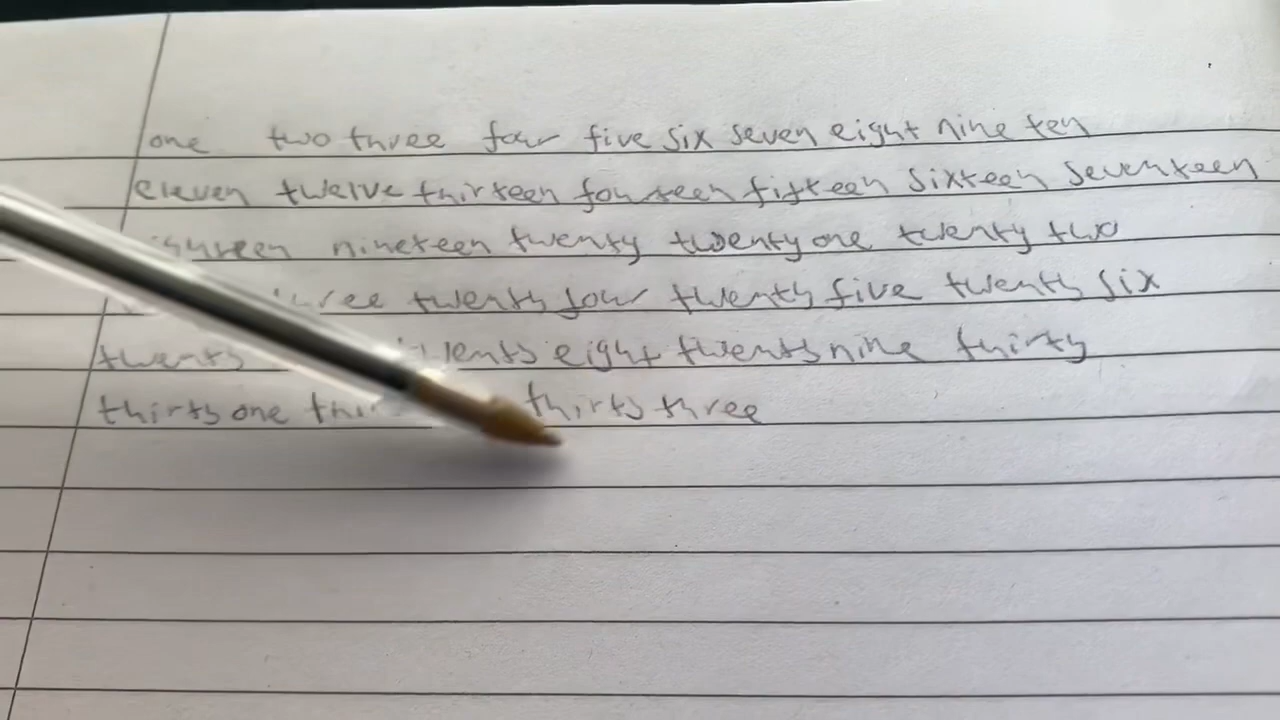 one two three four five six seven eight nine ten
eleven twelve thirteen fourteen fifteen sixteen seventeen
nineteen twenty twenty one twenty two
twenty four twenty five twenty six
twenty eight twenty nine thirty
thirty one thirty three